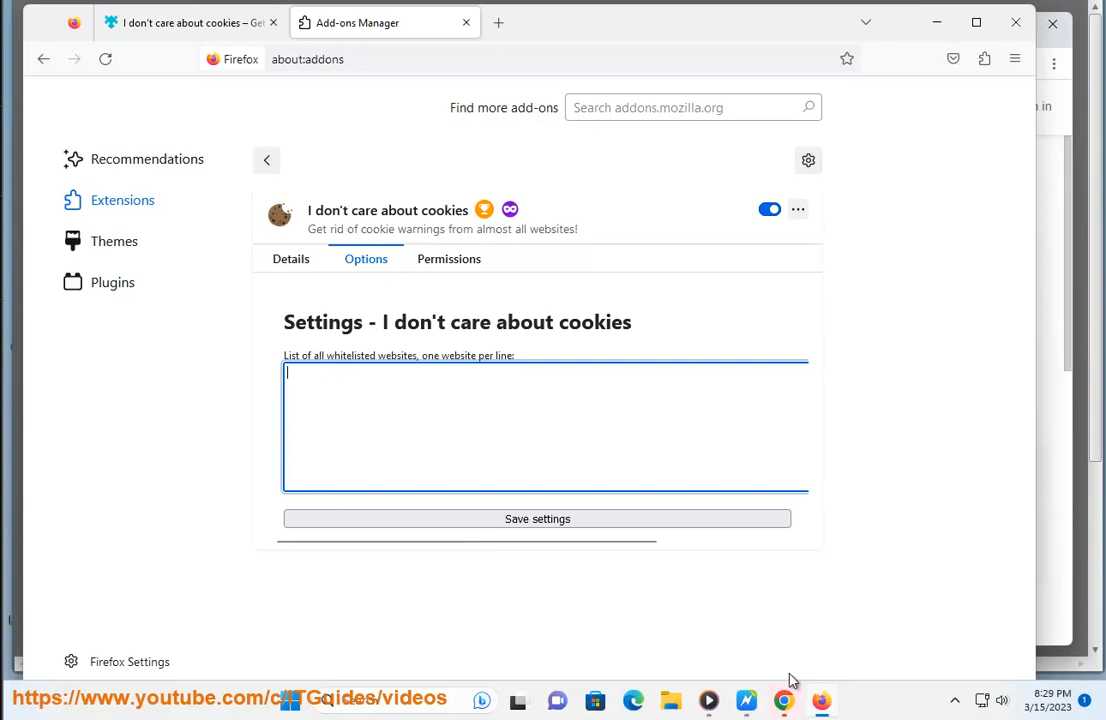 I don't care about cookies – Get
Add-ons Manager
Firefox
about:addons
n in
Find more add-ons
Search addons.mozilla.org
Recommendations
Extensions
Themes
Plugins
I don't care about cookies
Get rid of cookie warnings from almost all websites!
Details
Options
Permissions
Settings - I don't care about cookies
List of all whitelisted websites, one website per line:
Save settings
Firefox Settings
https://www.youtube.com/c/ITGuides/videos
8:29 PM
3/15/2023
1